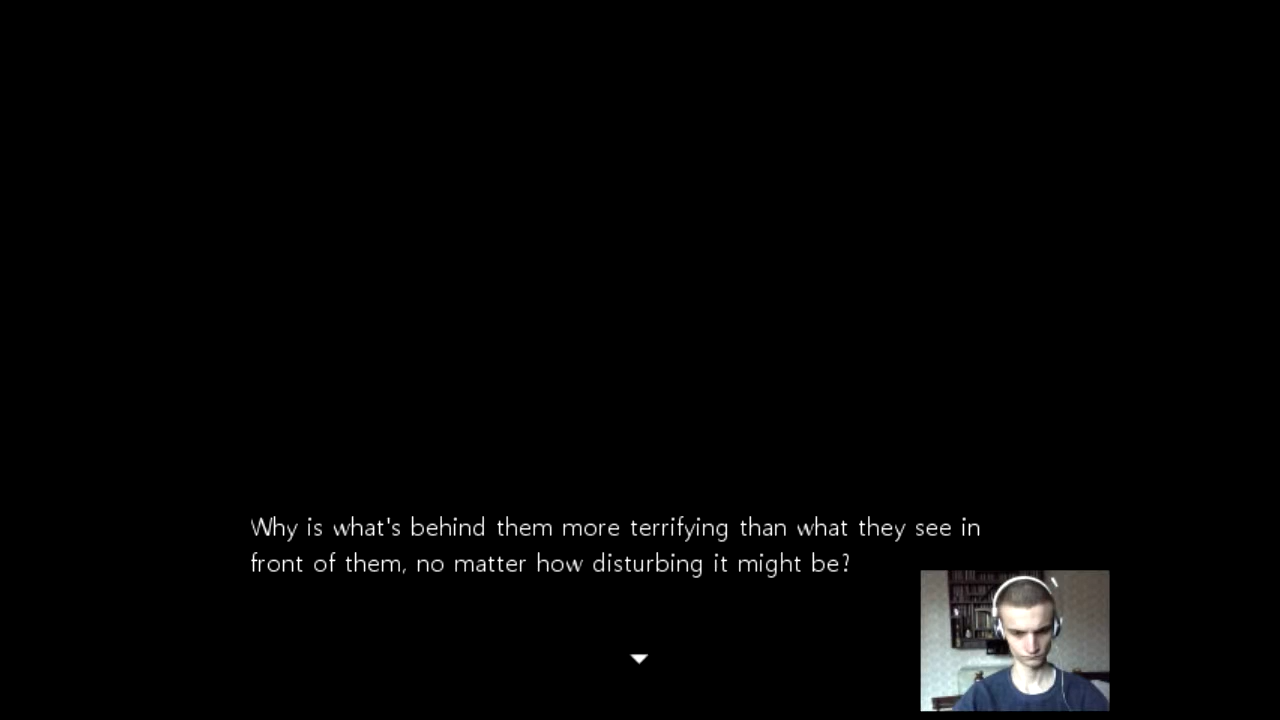 Why is what's behind them more terrifying than what they see in
front of them, no matter how disturbing it might be?